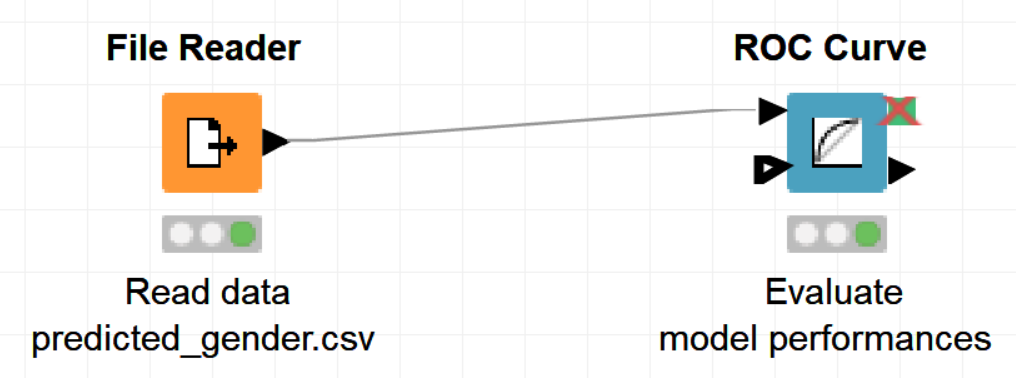 File Reader
ROC Curve
Read data
predicted_gender.csv
Evaluate
model performances